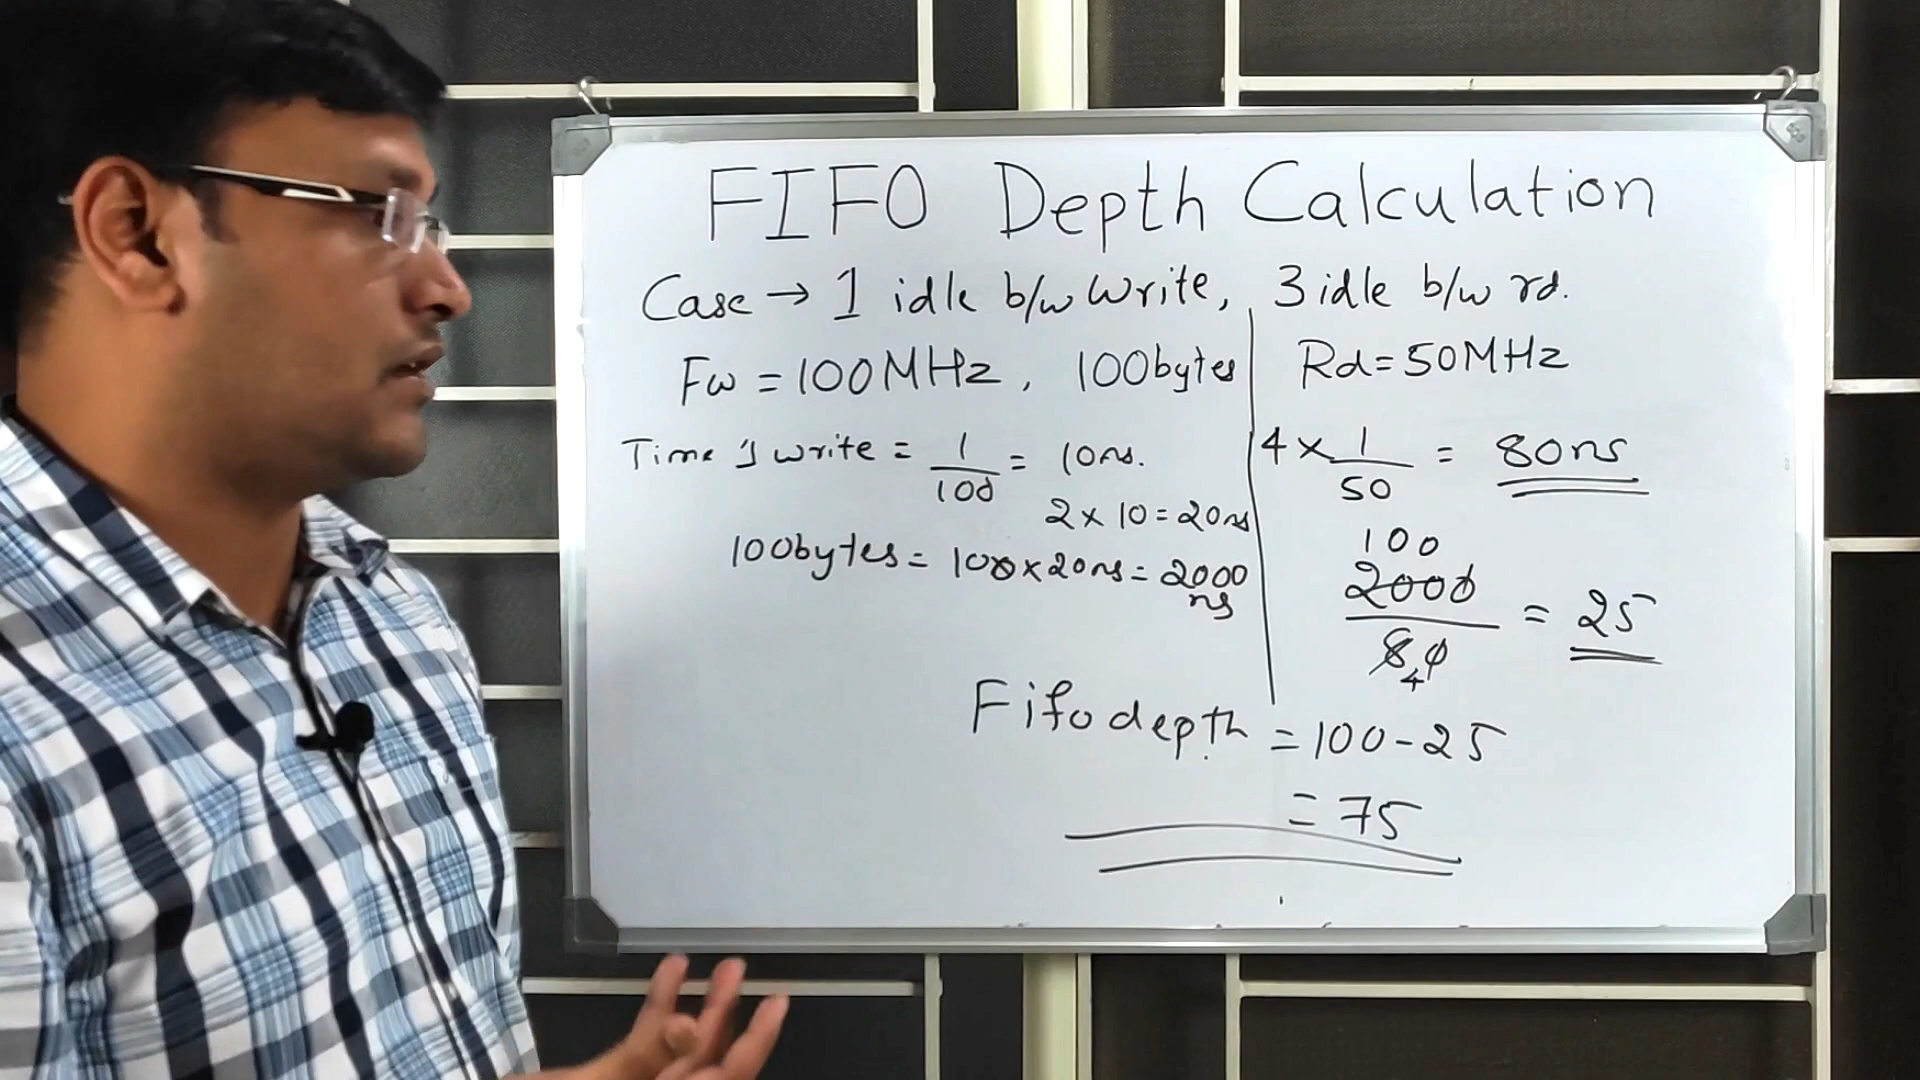 FIFO Depth Calculation
Case → 1 idle b/w Write, 3 idle b/w rd.
Fw = 100MHz, 100bytes
Time 1 write = 1/100 = 10ns.
2 x 10 = 20ns
100bytes = 100 x 20ns = 2000 ns
Rd = 50MHz
4 x 1/50 = 80ns
100
2000/80 = 25
4
Fifo depth = 100 - 25
= 75